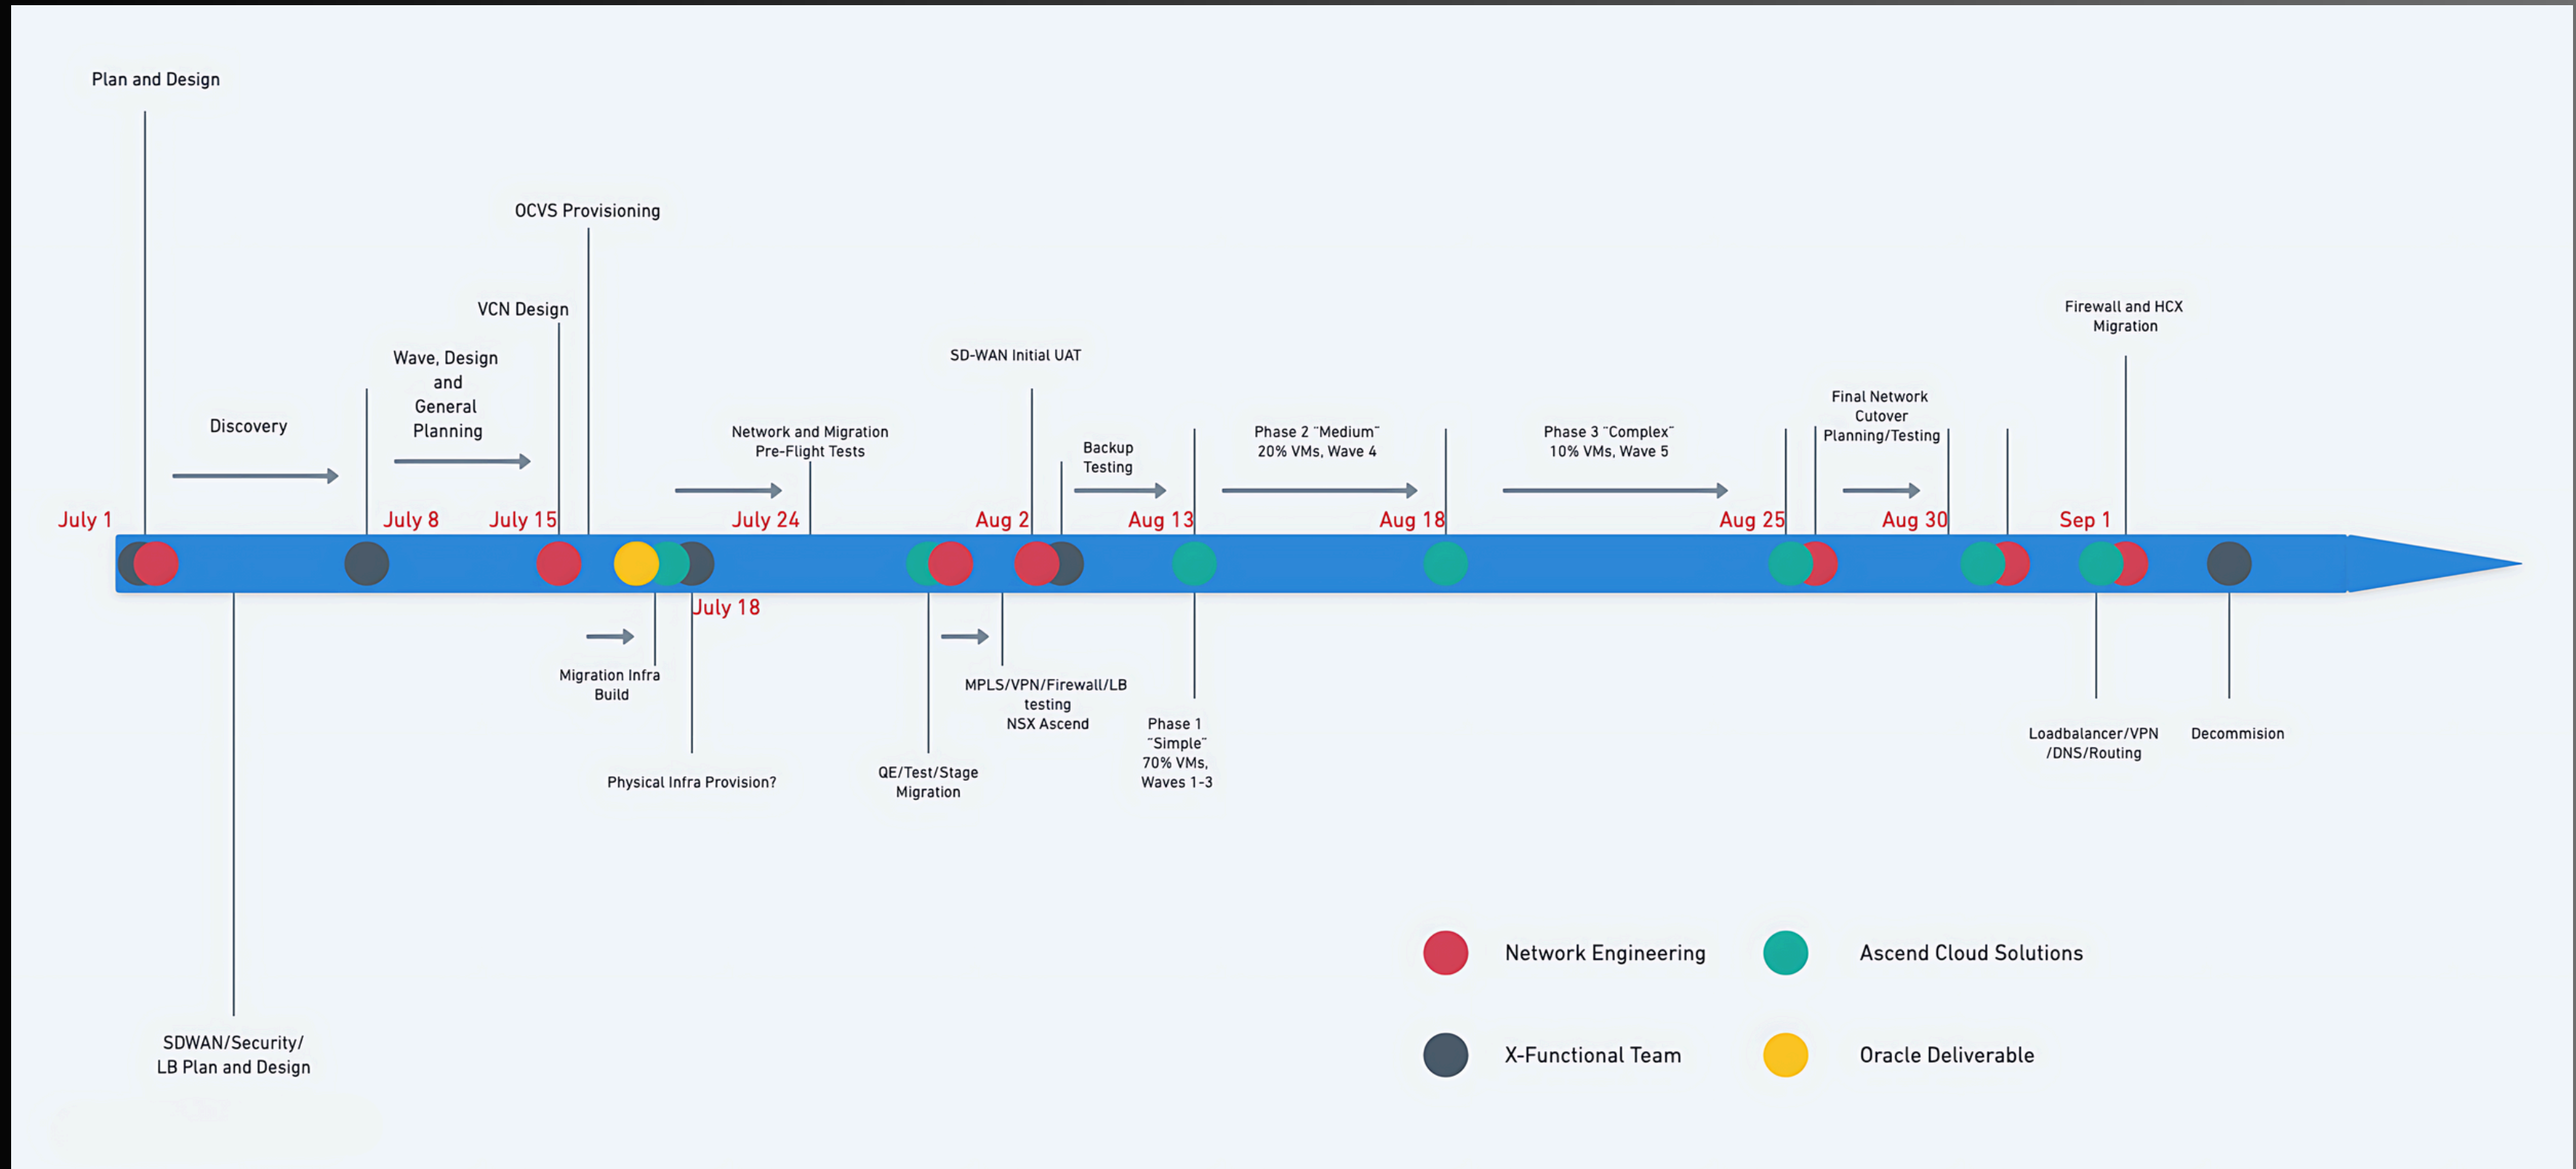 Plan and Design
OCVS Provisioning
VCN Design
Wave, Design
and
General
Planning
Discovery
Network and Migration
Pre-Flight Tests
SD-WAN Initial UAT
Backup
Testing
Phase 2 "Medium"
20% VMs, Wave 4
Phase 3 "Complex"
10% VMs, Wave 5
Final Network
Cutover
Planning/Testing
Firewall and HCX
Migration
July 1
July 8
July 15
July 24
Aug 2
Aug 13
Aug 18
Aug 25
Aug 30
Sep 1
July 18
Migration Infra
Build
Physical Infra Provision?
QE/Test/Stage
Migration
MPLS/VPN/Firewall/LB
testing
NSX Ascend
Phase 1
"Simple"
70% VMs,
Waves 1-3
Loadbalancer/VPN
/DNS/Routing
Decommision
SDWAN/Security/
LB Plan and Design
Network Engineering
Ascend Cloud Solutions
X-Functional Team
Oracle Deliverable